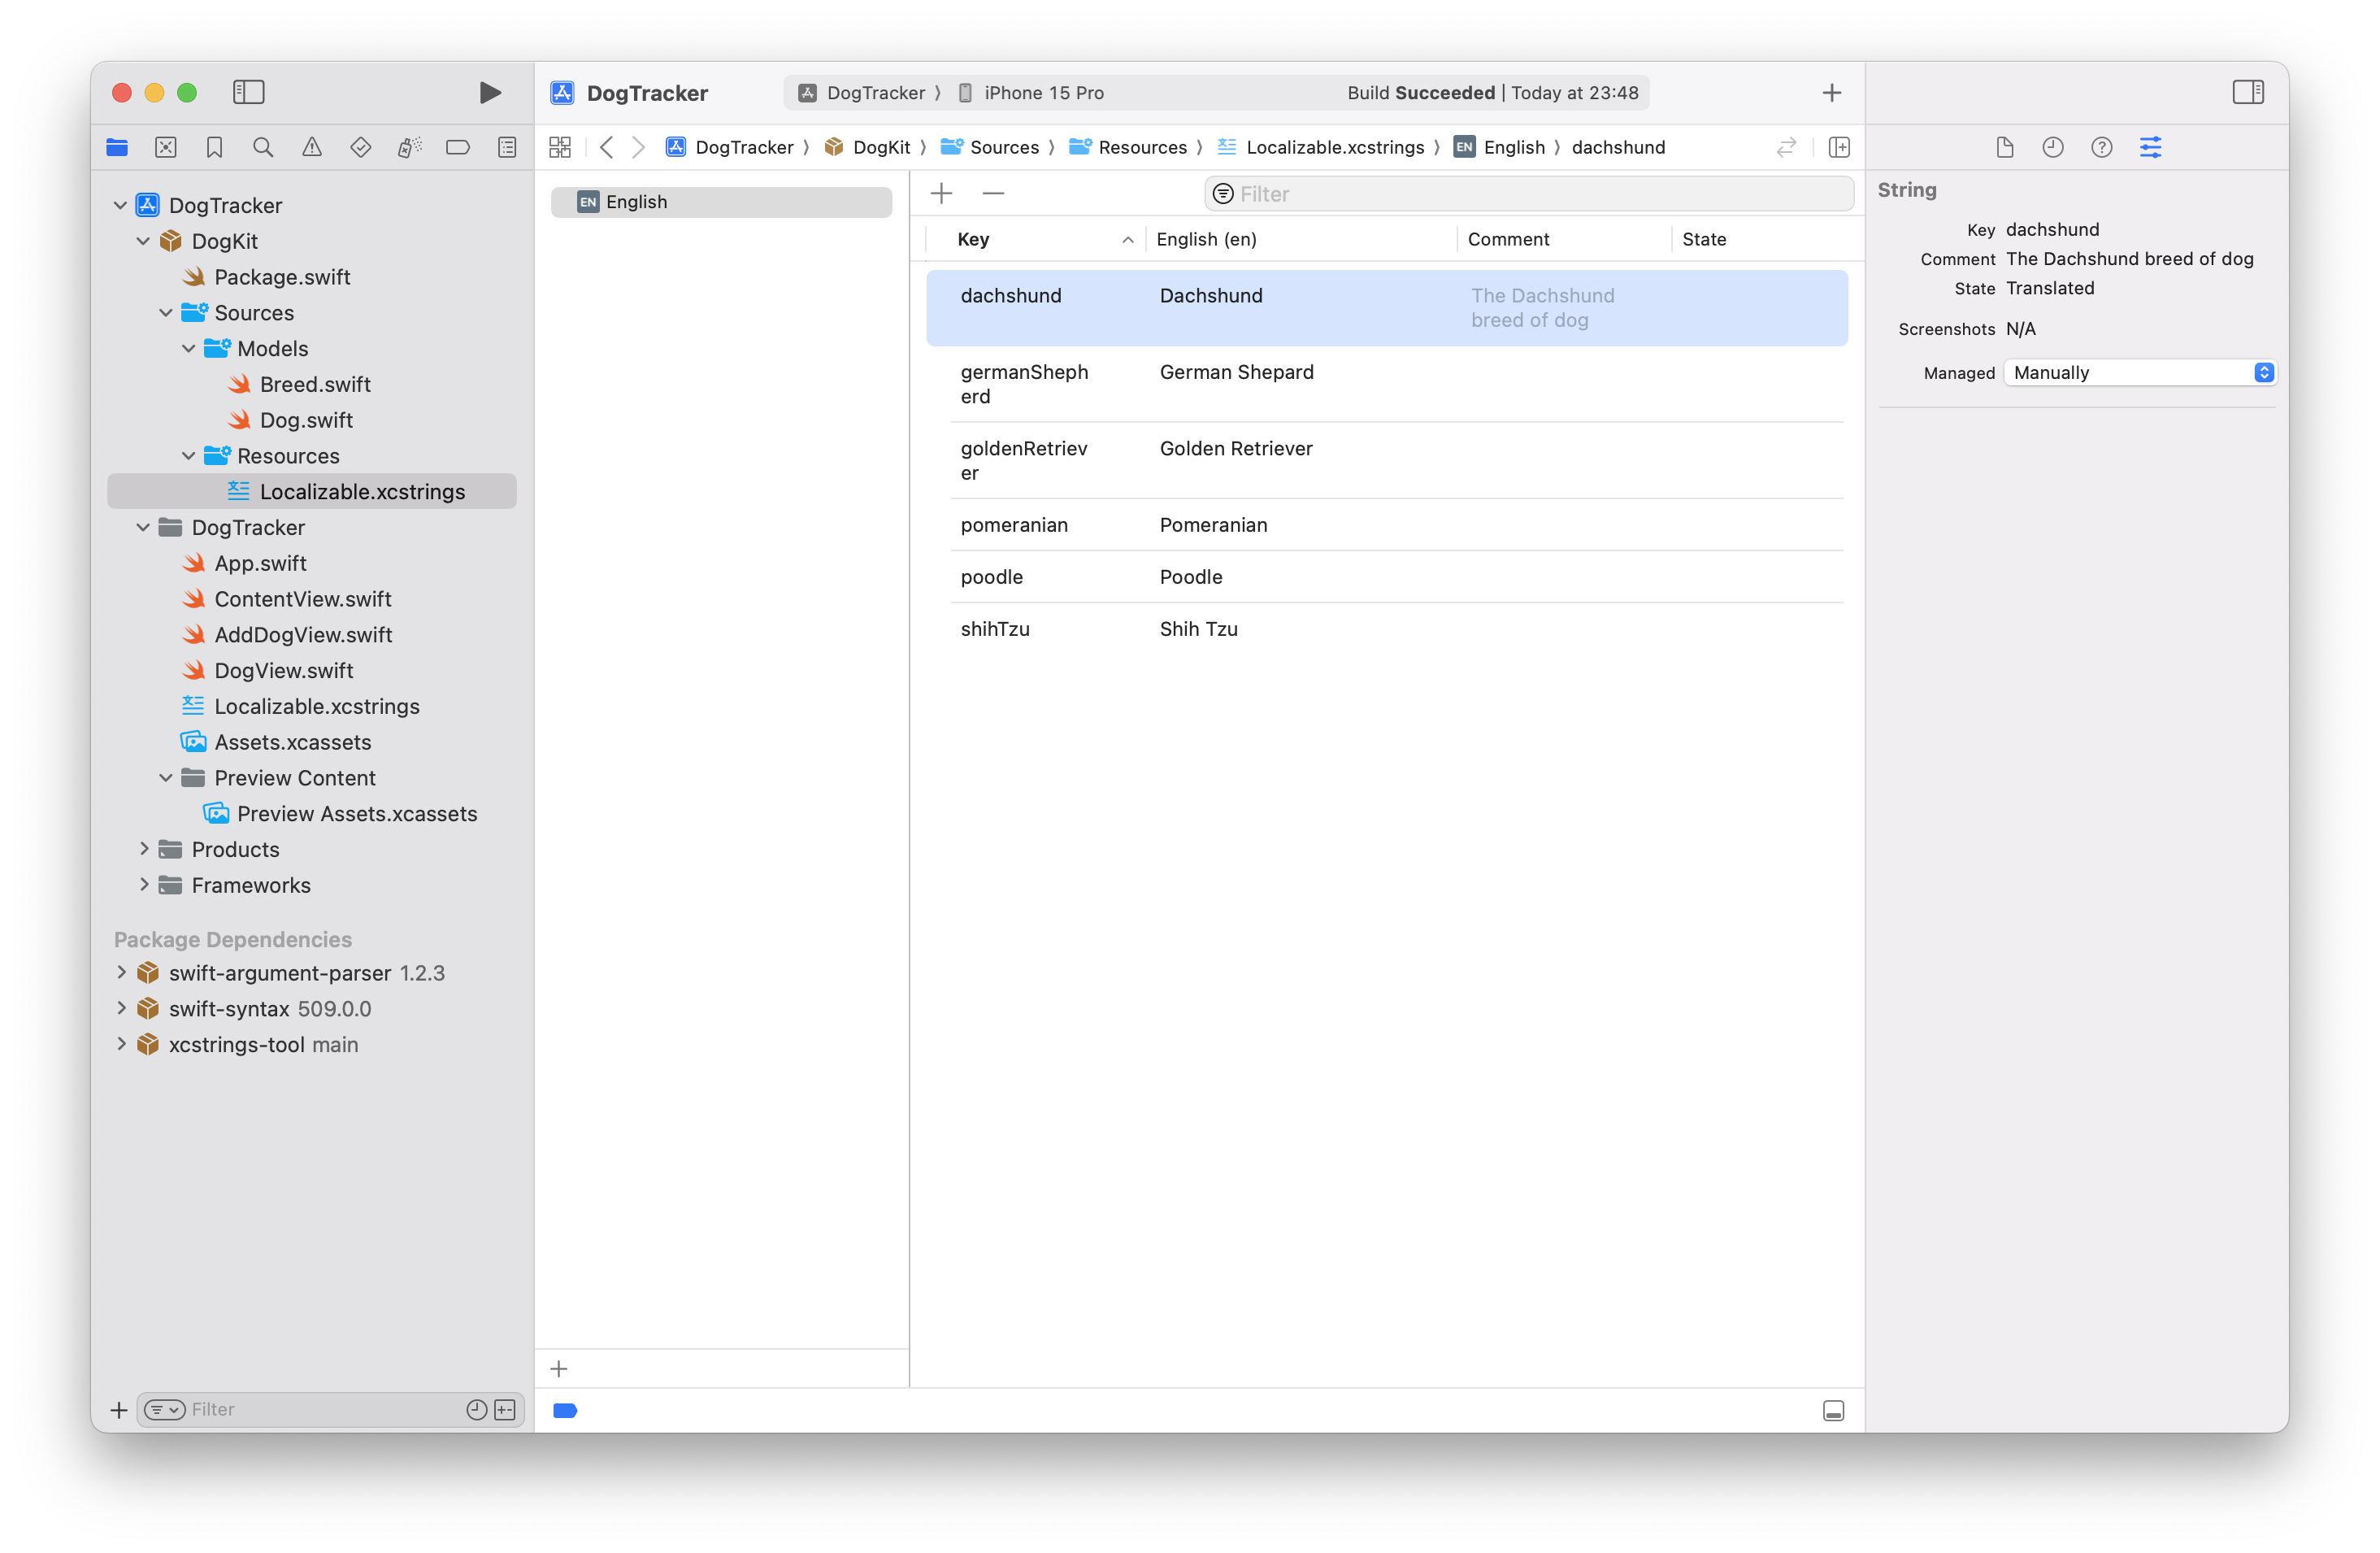 DogTracker
DogTracker
iPhone 15 Pro
Build Succeeded | Today at 23:48
DogTracker
DogKit
Sources
Resources
Localizable.xcstrings
EN
English
dachshund
DogTracker
DogKit
Package.swift
Sources
Models
Breed.swift
Dog.swift
Resources
Localizable.xcstrings
DogTracker
App.swift
ContentView.swift
AddDogView.swift
DogView.swift
Localizable.xcstrings
Assets.xcassets
Preview Content
Preview Assets.xcassets
Products
Frameworks
Package Dependencies
swift-argument-parser 1.2.3
swift-syntax 509.0.0
xcstrings-tool main
Filter
EN English
Filter
Key
English (en)
Comment
State
dachshund
Dachshund
The Dachshund
breed of dog
germanSheph
erd
German Shepard
goldenRetriev
er
Golden Retriever
pomeranian
Pomeranian
poodle
Poodle
shihTzu
Shih Tzu
String
Key dachshund
Comment The Dachshund breed of dog
State Translated
Screenshots N/A
Managed Manually